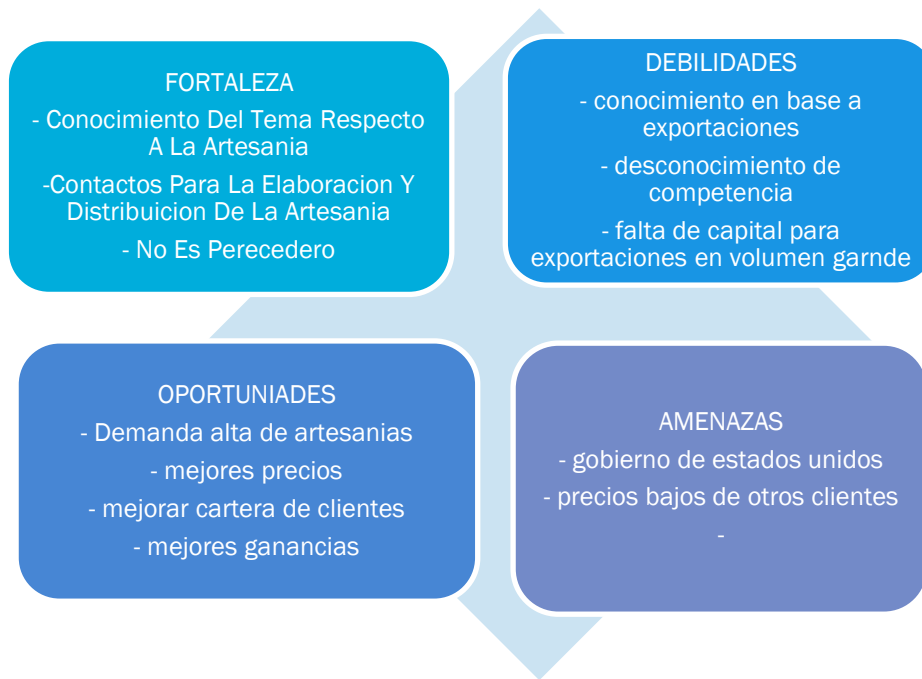 FORTALEZA
- Conocimiento Del Tema Respecto
A La Artesania
-Contactos Para La Elaboracion Y
Distribuicion De La Artesania
- No Es Perecedero
DEBILIDADES
- conocimiento en base a
exportaciones
- desconocimiento de
competencia
- falta de capital para
exportaciones en volumen garnde
OPORTUNIADES
- Demanda alta de artesanias
- mejores precios
- mejorar cartera de clientes
- mejores ganancias
AMENAZAS
- gobierno de estados unidos
- precios bajos de otros clientes
-